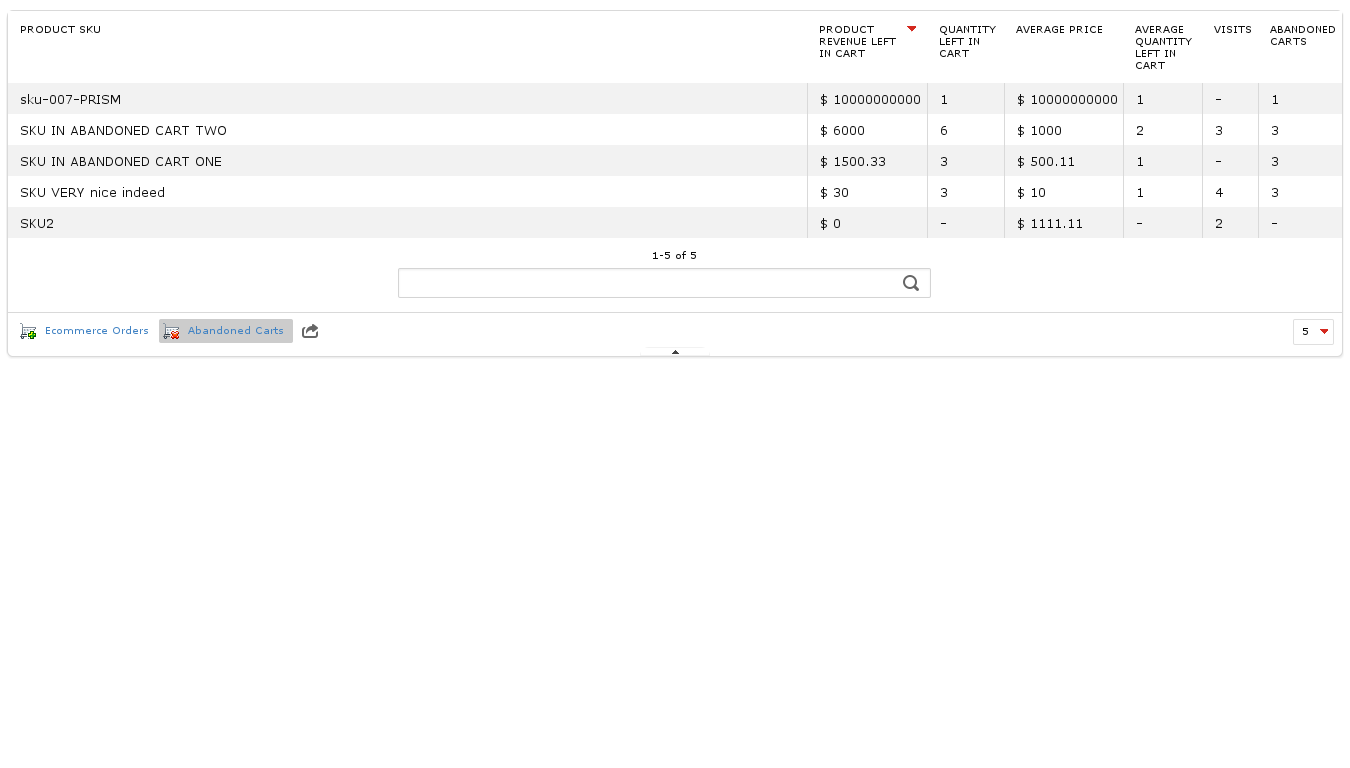 PRODUCT SKU PRODUCT REVENUE LEFT IN CART QUANTITY LEFT IN CART AVERAGE PRICE AVERAGE QUANTITY LEFT IN CART VISITS ABANDONED CARTS
sku-007-PRISM $ 10000000000 1 $ 10000000000 1 - 1
SKU IN ABANDONED CART TWO $ 6000 6 $ 1000 2 3 3
SKU IN ABANDONED CART ONE $ 1500.33 3 $ 500.11 1 - 3
SKU VERY nice indeed $ 30 3 $ 10 1 4 3
SKU2 $ 0 - $ 1111.11 - 2 -
1-5 of 5
Ecommerce Orders Abandoned Carts 5